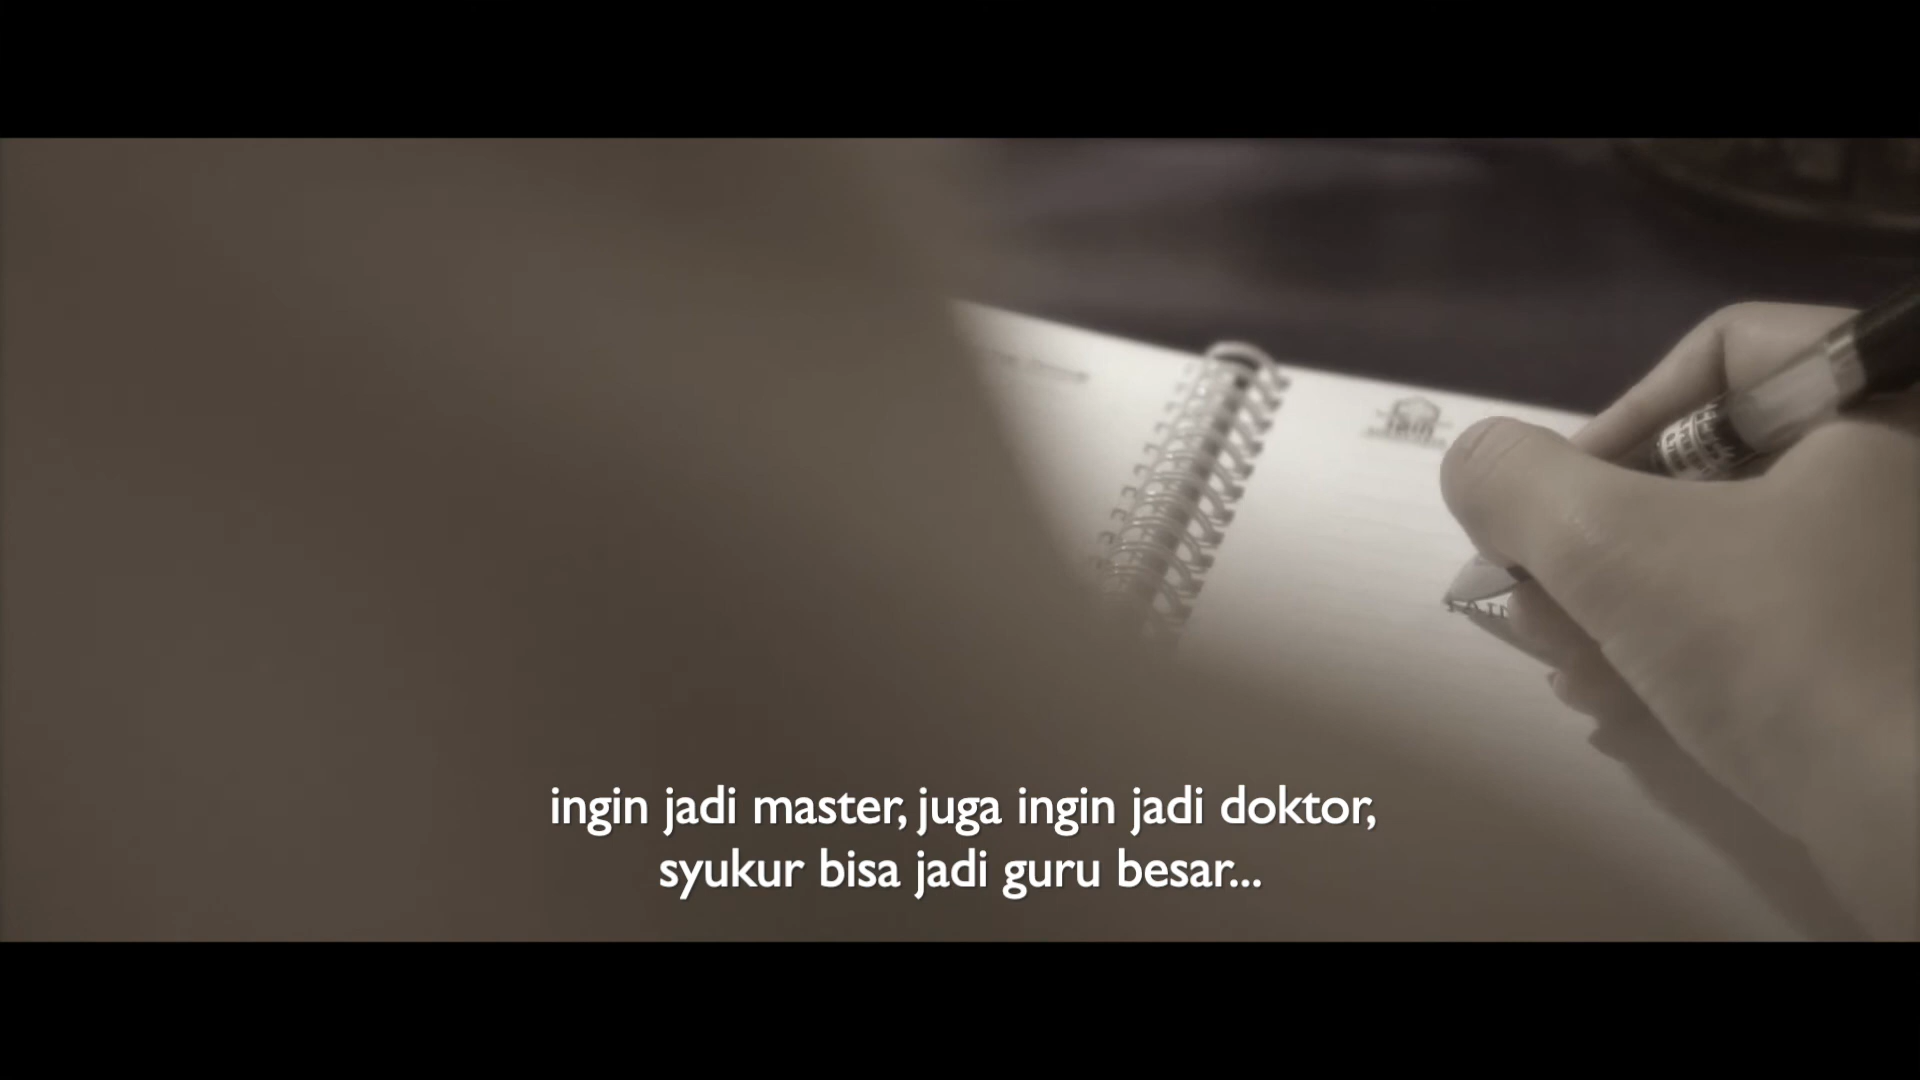 ingin jadi master, juga ingin jadi doktor,
syukur bisa jadi guru besar...